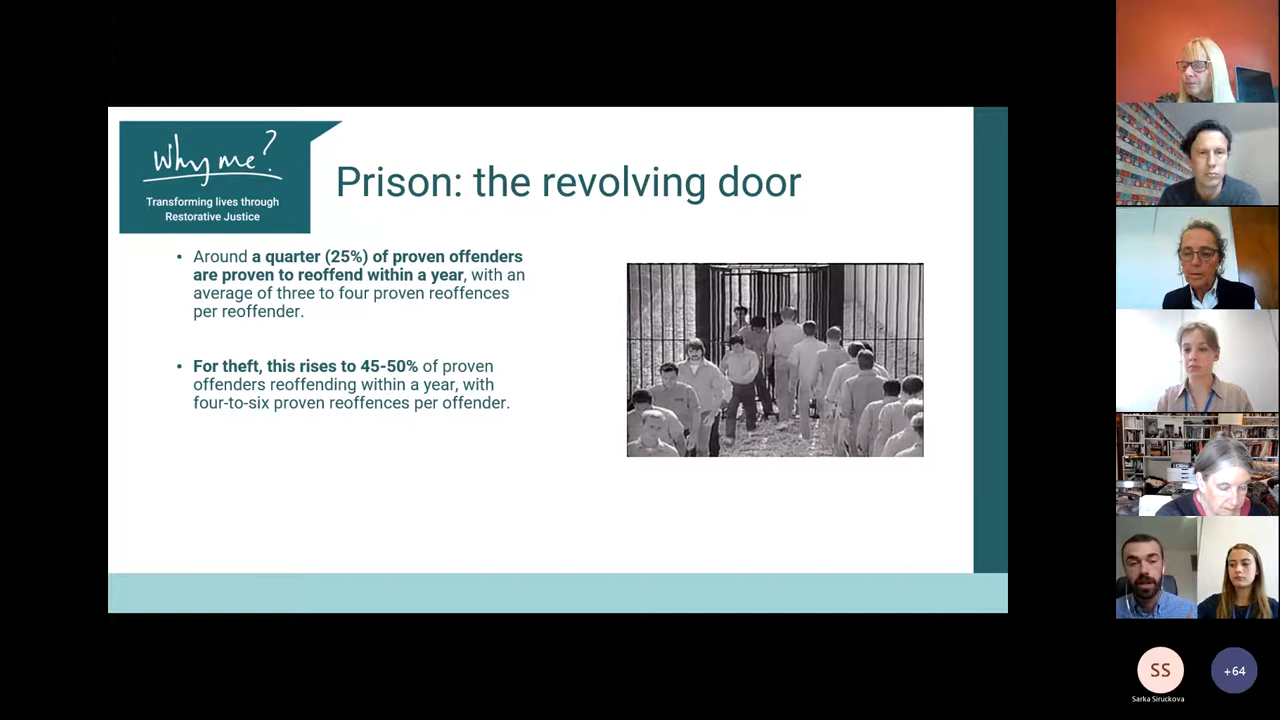 Why me?
Transforming lives through
Restorative Justice
Prison: the revolving door
• Around a quarter (25%) of proven offenders
are proven to reoffend within a year, with an
average of three to four proven reoffences
per reoffender.
• For theft, this rises to 45-50% of proven
offenders reoffending within a year, with
four-to-six proven reoffences per offender.
SS
+64
Sarka Siruckova